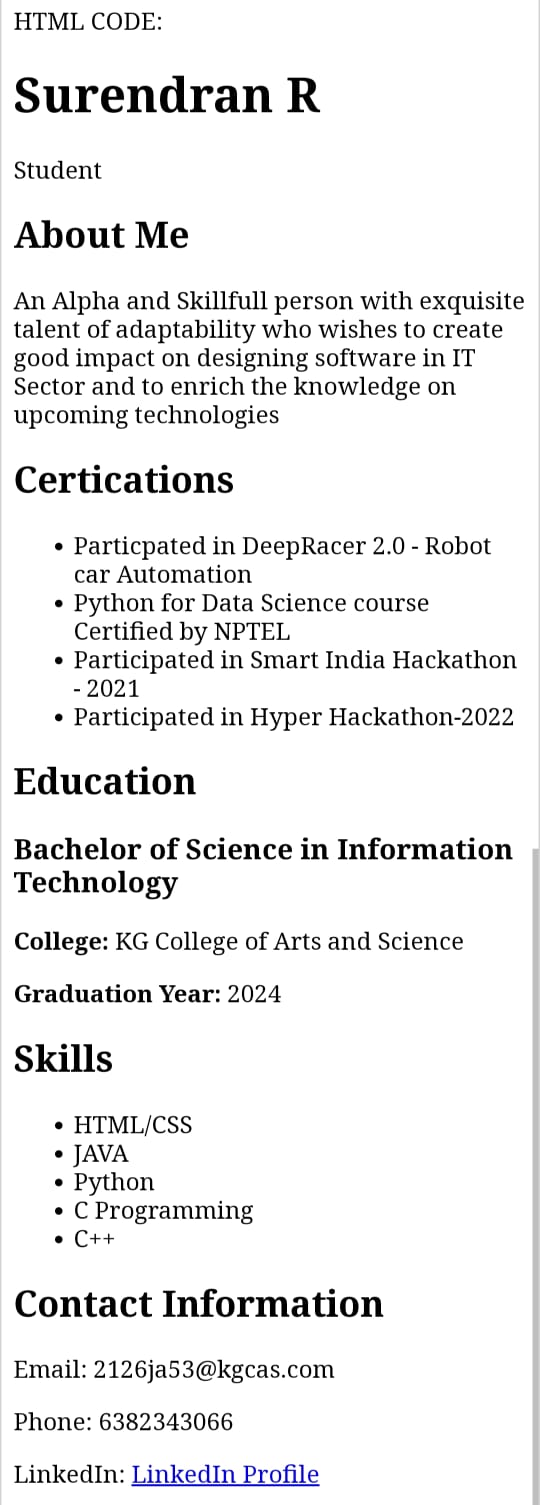 HTML CODE:
Surendran R
Student
About Me
An Alpha and Skillfull person with exquisite
talent of adaptability who wishes to create
good impact on designing software in IT
Sector and to enrich the knowledge on
upcoming technologies
Certications
• Particpated in DeepRacer 2.0 - Robot
car Automation
• Python for Data Science course
Certified by NPTEL
• Participated in Smart India Hackathon
- 2021
• Participated in Hyper Hackathon-2022
Education
Bachelor of Science in Information
Technology
College: KG College of Arts and Science
Graduation Year: 2024
Skills
• HTML/CSS
• JAVA
• Python
• C Programming
• C++
Contact Information
Email: 2126ja53@kgcas.com
Phone: 6382343066
LinkedIn: LinkedIn Profile